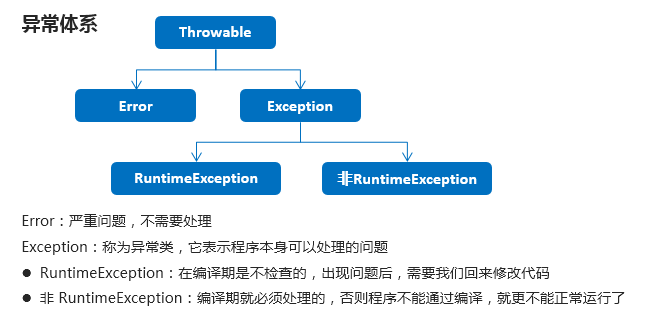 异常体系
Throwable
Error
Exception
RuntimeException
非RuntimeException
Error：严重问题，不需要处理
Exception：称为异常类，它表示程序本身可以处理的问题
● RuntimeException：在编译期是不检查的，出现问题后，需要我们回来修改代码
● 非 RuntimeException：编译期就必须处理的，否则程序不能通过编译，就更不能正常运行了